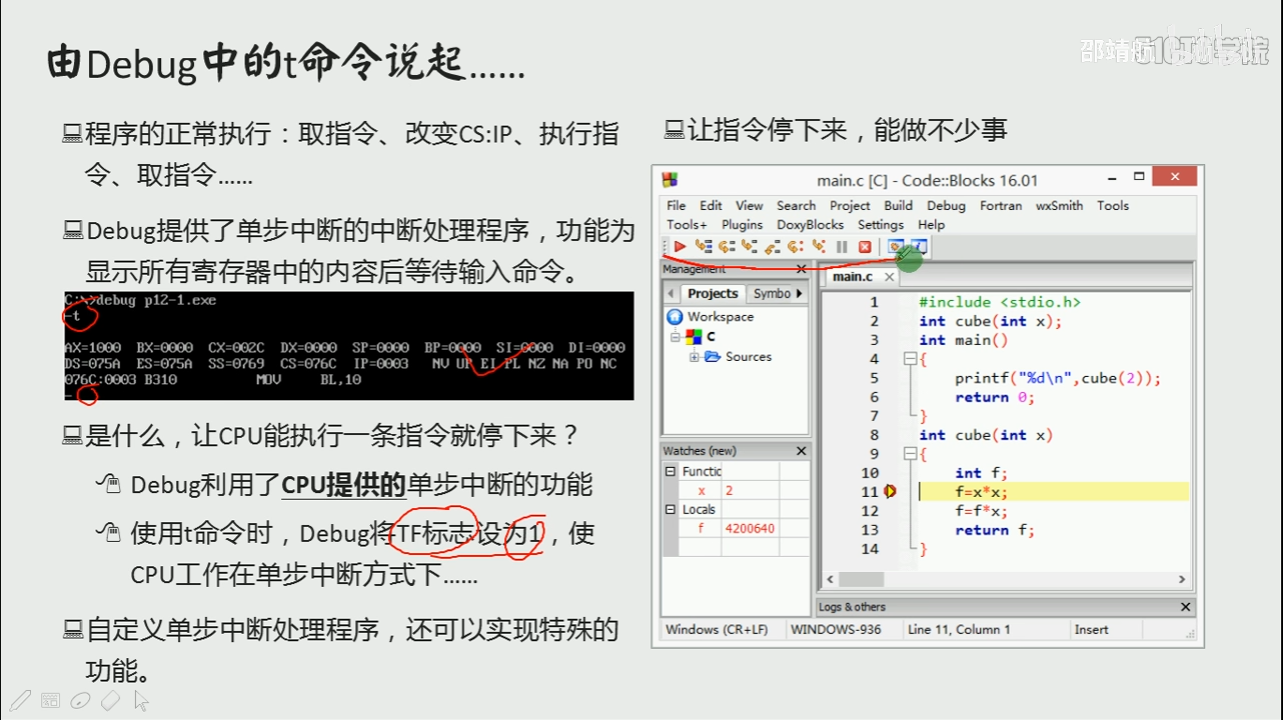 由Debug中的t命令说起……
邵靖航
51CTO学院
程序的正常执行：取指令、改变CS:IP、执行指
令、取指令……
Debug提供了单步中断的中断处理程序，功能为
显示所有寄存器中的内容后等待输入命令。
C:\>debug p12-1.exe
-t
AX=1000 BX=0000 CX=002C DX=0000 SP=0000 BP=0000 SI=0000 DI=0000
DS=075A ES=075A SS=0769 CS=076C IP=0003 NV UP EI PL NZ NA PO NC
076C:0003 B310 MOV BL,10
-
是什么，让CPU能执行一条指令就停下来？
Debug利用了CPU提供的单步中断的功能
使用t命令时，Debug将TF标志设为1，使
CPU工作在单步中断方式下……
自定义单步中断处理程序，还可以实现特殊的
功能。
让指令停下来，能做不少事
main.c [C] - Code::Blocks 16.01
File Edit View Search Project Build Debug Fortran wxSmith Tools
Tools+ Plugins DoxyBlocks Settings Help
Management
Projects Symbo
Workspace
C
Sources
Watches (new)
Functic
x 2
Locals
f 4200640
main.c
1 #include <stdio.h>
2 int cube(int x);
3 int main()
4 {
5 printf("%d\n",cube(2));
6 return 0;
7 }
8 int cube(int x)
9 {
10 int f;
11 f=x*x;
12 f=f*x;
13 return f;
14 }
Logs & others
Windows (CR+LF) WINDOWS-936 Line 11, Column 1 Insert